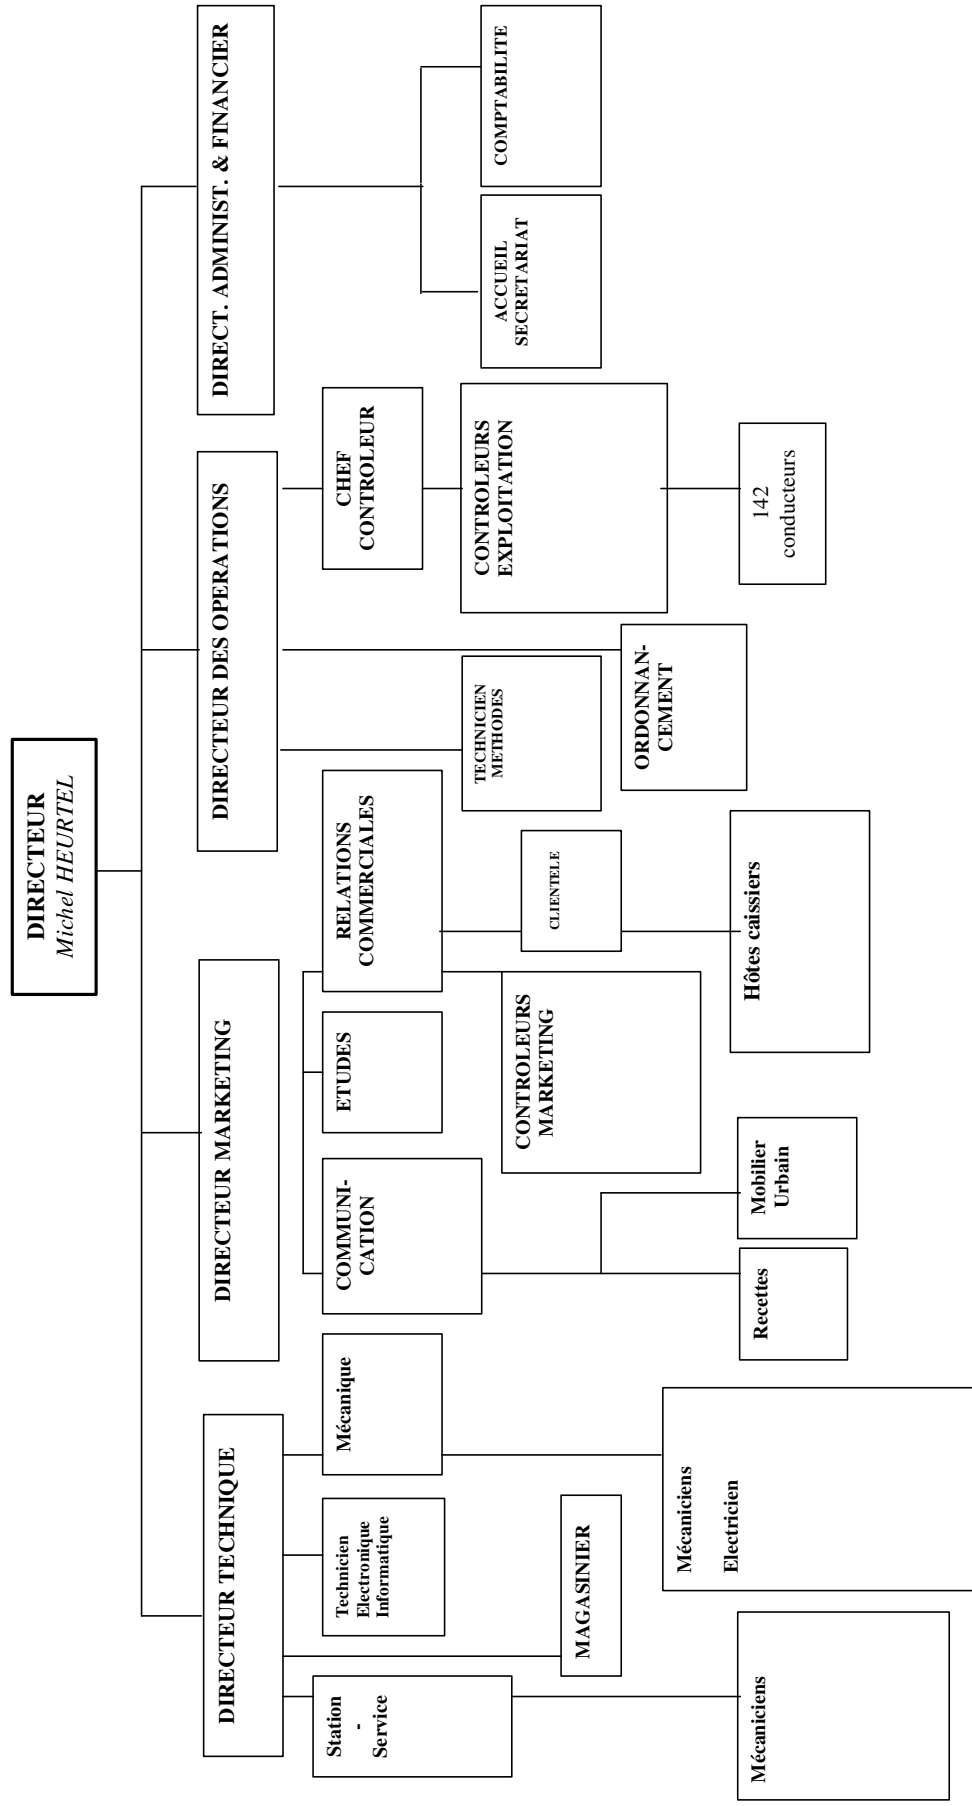 DIRECTEUR
Michel HEURTEL
DIRECTEUR TECHNIQUE
DIRECTEUR MARKETING
DIRECTEUR DES OPERATIONS
DIRECT. ADMINIST. & FINANCIER
Station
-
Service
Technicien
Electronique
Informatique
Mécanique
COMMUNI-
CATION
ETUDES
RELATIONS
COMMERCIALES
CHEF
CONTROLEUR
TECHNICIEN
METHODES
CONTROLEURS
EXPLOITATION
ACCUEIL
SECRETARIAT
COMPTABILITE
MAGASINIER
CONTROLEURS
MARKETING
CLIENTELE
ORDONNAN-
CEMENT
Mécaniciens
Mécaniciens
Electricien
Recettes
Mobilier
Urbain
Hôtes caissiers
142
conducteurs